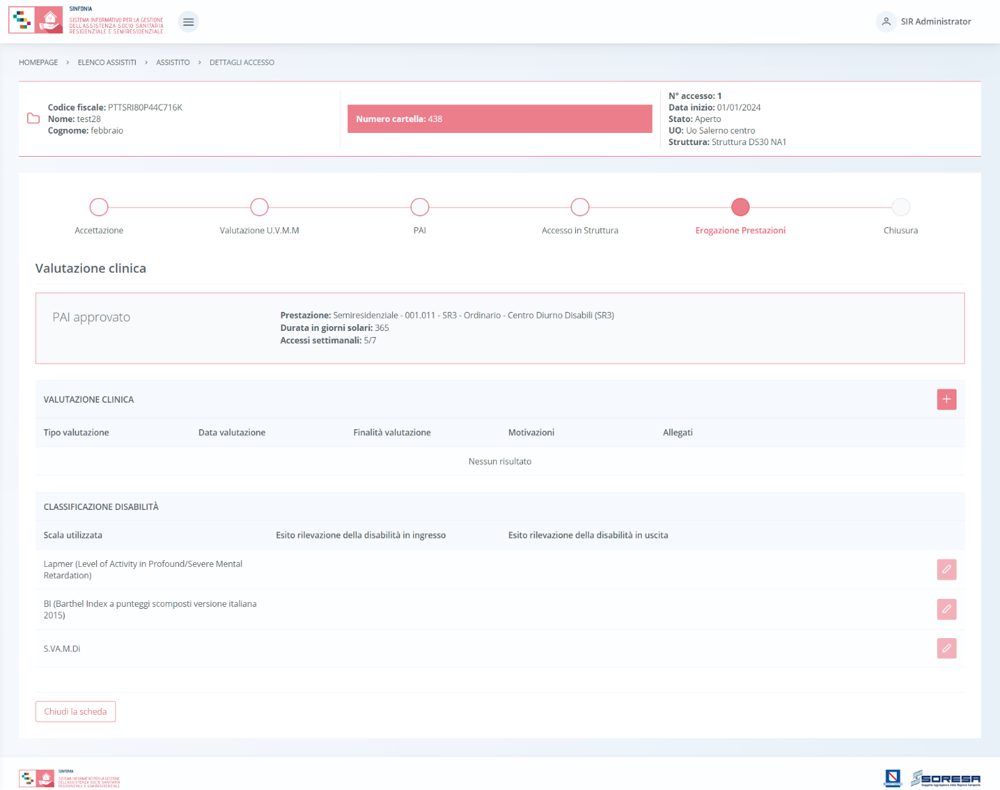 SINFONIA
SISTEMA INFORMATIVO PER LA GESTIONE
DELL'ASSISTENZA SOCIO SANITARIA
RESIDENZIALE E SEMIRESIDENZIALE
SIR Administrator
HOMEPAGE > ELENCO ASSISTITI > ASSISTITO > DETTAGLI ACCESSO
Codice fiscale: PTTSRI80P44C716K
Nome: test28
Cognome: febbraio
Numero cartella: 438
N° accesso: 1
Data inizio: 01/01/2024
Stato: Aperto
UO: Uo Salerno centro
Struttura: Struttura DS30 NA1
Accettazione
Valutazione U.V.M.M
PAI
Accesso in Struttura
Erogazione Prestazioni
Chiusura
Valutazione clinica
PAI approvato
Prestazione: Semiresidenziale - 001.011 - SR3 - Ordinario - Centro Diurno Disabili (SR3)
Durata in giorni solari: 365
Accessi settimanali: 5/7
VALUTAZIONE CLINICA
Tipo valutazione Data valutazione Finalità valutazione Motivazioni Allegati
Nessun risultato
CLASSIFICAZIONE DISABILITÀ
Scala utilizzata Esito rilevazione della disabilità in ingresso Esito rilevazione della disabilità in uscita
Lapmer (Level of Activity in Profound/Severe Mental
Retardation)
BI (Barthel Index a punteggi scomposti versione italiana
2015)
S.VA.M.Di
Chiudi la scheda
SINFONIA
SISTEMA INFORMATIVO PER LA GESTIONE
DELL'ASSISTENZA SOCIO SANITARIA
RESIDENZIALE E SEMIRESIDENZIALE
SORESA
Soggetto Aggregatore della Regione Campania